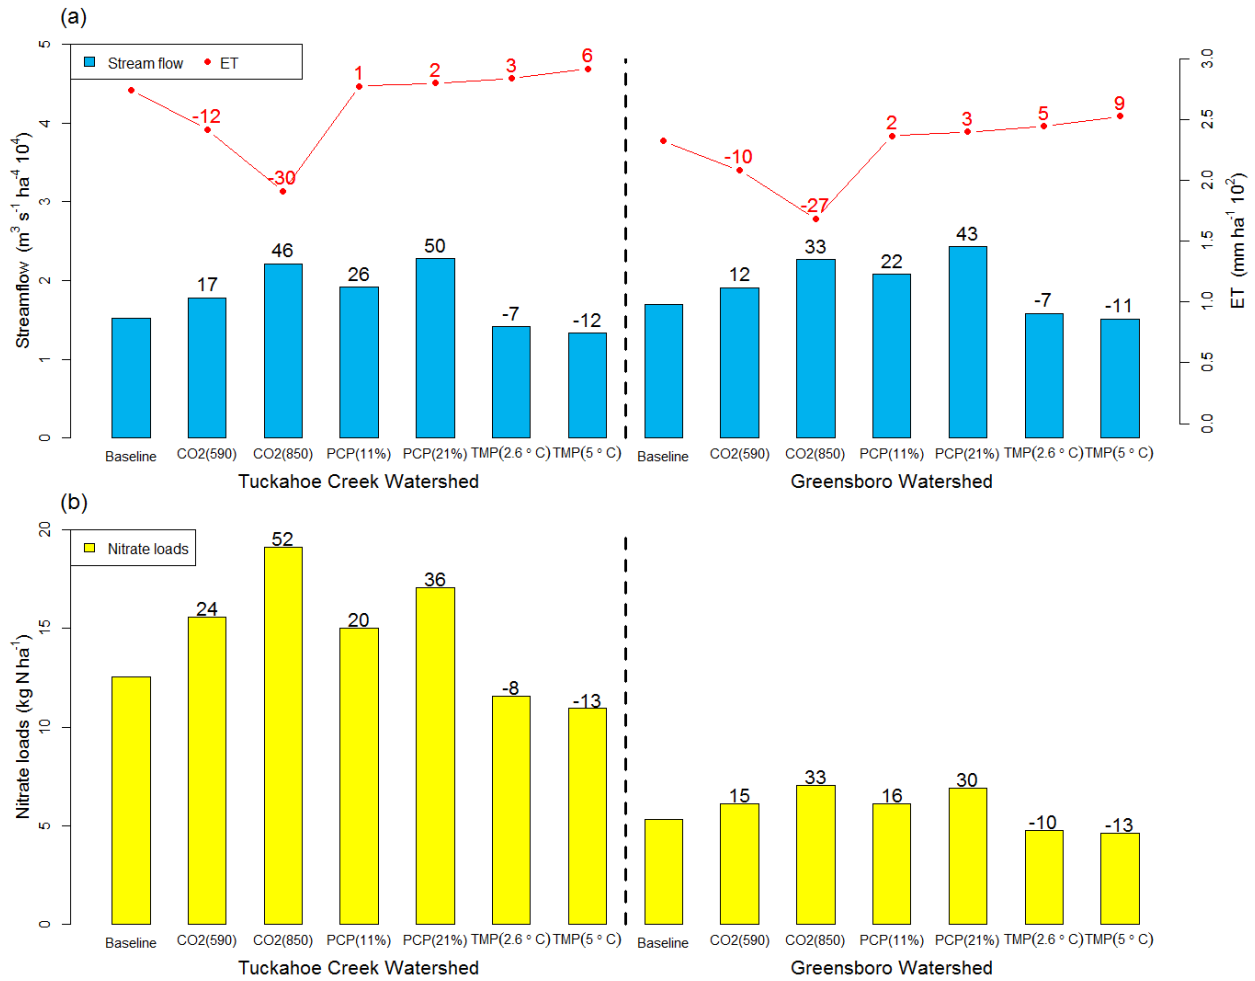 (a)
Stream flow ET
5
4
3
2
1
0
Streamflow (m³ s⁻¹ ha⁻⁴ 10⁴)
3.0
2.5
2.0
1.5
1.0
0.5
0.0
ET (mm ha⁻¹ 10²)
-12 -30 1 2 3 6 -10 -27 2 3 5 9
17 46 26 50 -7 -12 12 33 22 43 -7 -11
Baseline CO2(590) CO2(850) PCP(11%) PCP(21%) TMP(2.6 ° C) TMP(5 ° C) Baseline CO2(590) CO2(850) PCP(11%) PCP(21%) TMP(2.6 ° C) TMP(5 ° C)
Tuckahoe Creek Watershed Greensboro Watershed
(b)
Nitrate loads
20
15
10
5
0
Nitrate loads (kg N ha⁻¹)
24 52 20 36 -8 -13 15 33 16 30 -10 -13
Baseline CO2(590) CO2(850) PCP(11%) PCP(21%) TMP(2.6 ° C) TMP(5 ° C) Baseline CO2(590) CO2(850) PCP(11%) PCP(21%) TMP(2.6 ° C) TMP(5 ° C)
Tuckahoe Creek Watershed Greensboro Watershed